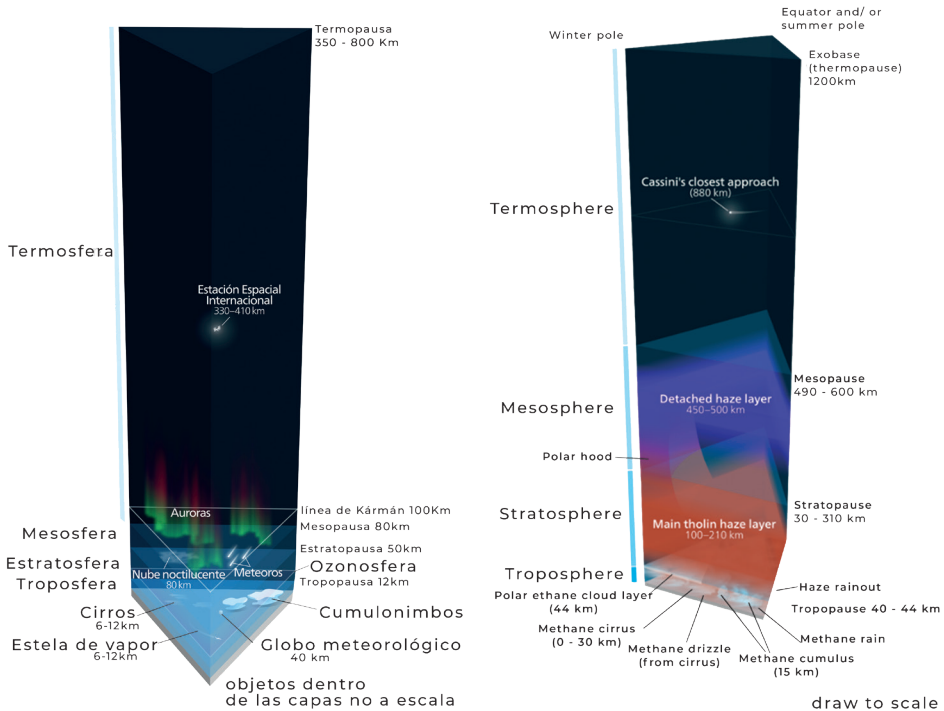 Termopausa
350 - 800 Km
Termosfera
Estación Espacial
Internacional
330–410 km
Auroras
línea de Kármán 100Km
Mesopausa 80km
Mesosfera
Estratopausa 50km
Estratosfera
Ozonosfera
Nube noctilucente
80 km
Meteoros
Troposfera
Tropopausa 12km
Cirros
6-12km
Cumulonimbos
Estela de vapor
6-12km
Globo meteorológico
40 km
objetos dentro
de las capas no a escala
Equator and/ or
summer pole
Winter pole
Exobase
(thermopause)
1200km
Cassini's closest approach
(880 km)
Termosphere
Mesopause
490 - 600 km
Detached haze layer
450–500 km
Mesosphere
Polar hood
Stratopause
30 - 310 km
Stratosphere
Main tholin haze layer
100–210 km
Troposphere
Haze rainout
Polar ethane cloud layer
(44 km)
Tropopause 40 - 44 km
Methane cirrus
(0 - 30 km)
Methane rain
Methane drizzle
(from cirrus)
Methane cumulus
(15 km)
draw to scale